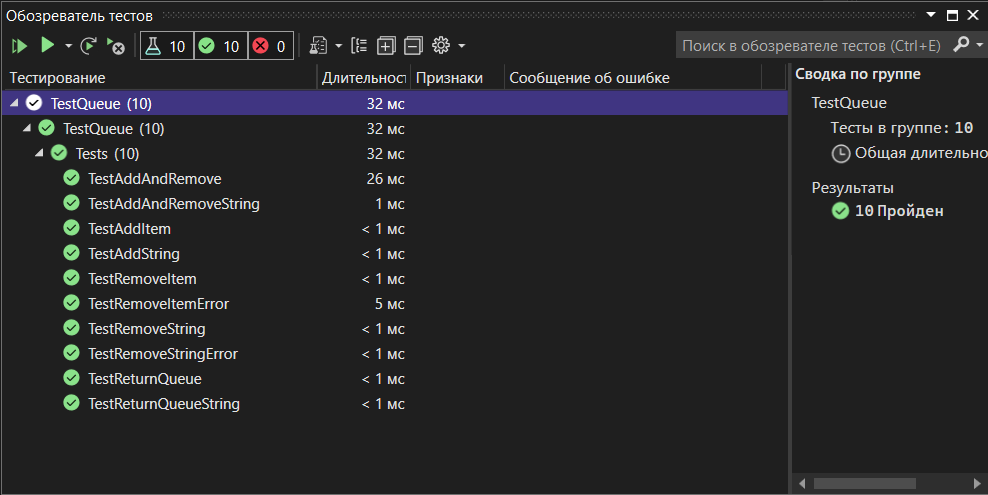 Обозреватель тестов
10 10 0
Поиск в обозревателе тестов (Ctrl+E)
Тестирование Длительност Признаки Сообщение об ошибке
TestQueue (10) 32 мс
TestQueue (10) 32 мс
Tests (10) 32 мс
TestAddAndRemove 26 мс
TestAddAndRemoveString 1 мс
TestAddItem < 1 мс
TestAddString < 1 мс
TestRemoveItem < 1 мс
TestRemoveItemError 5 мс
TestRemoveString < 1 мс
TestRemoveStringError < 1 мс
TestReturnQueue < 1 мс
TestReturnQueueString < 1 мс
Сводка по группе
TestQueue
Тесты в группе: 10
Общая длительно
Результаты
10 Пройден